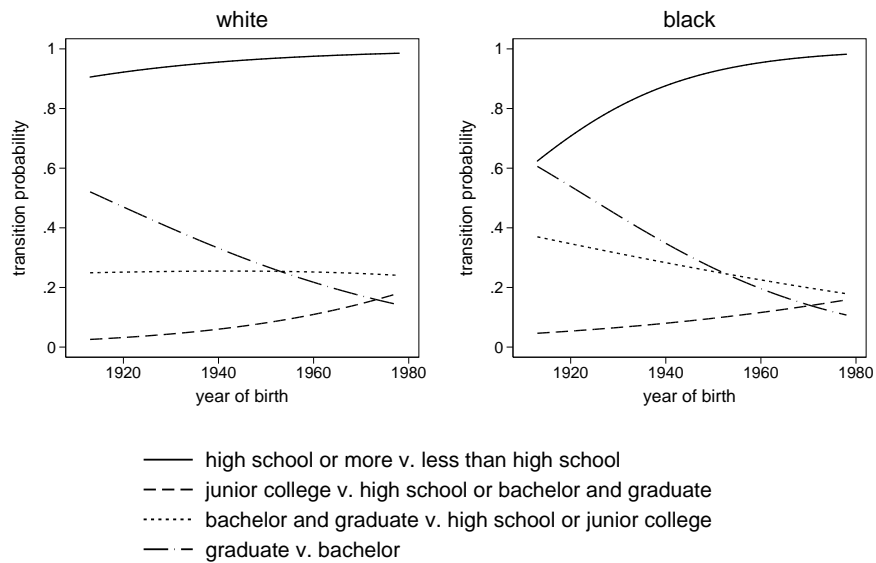 white
black
transition probability
1
.8
.6
.4
.2
0
1920 1940 1960 1980
year of birth
transition probability
1
.8
.6
.4
.2
0
1920 1940 1960 1980
year of birth
high school or more v. less than high school
junior college v. high school or bachelor and graduate
bachelor and graduate v. high school or junior college
graduate v. bachelor